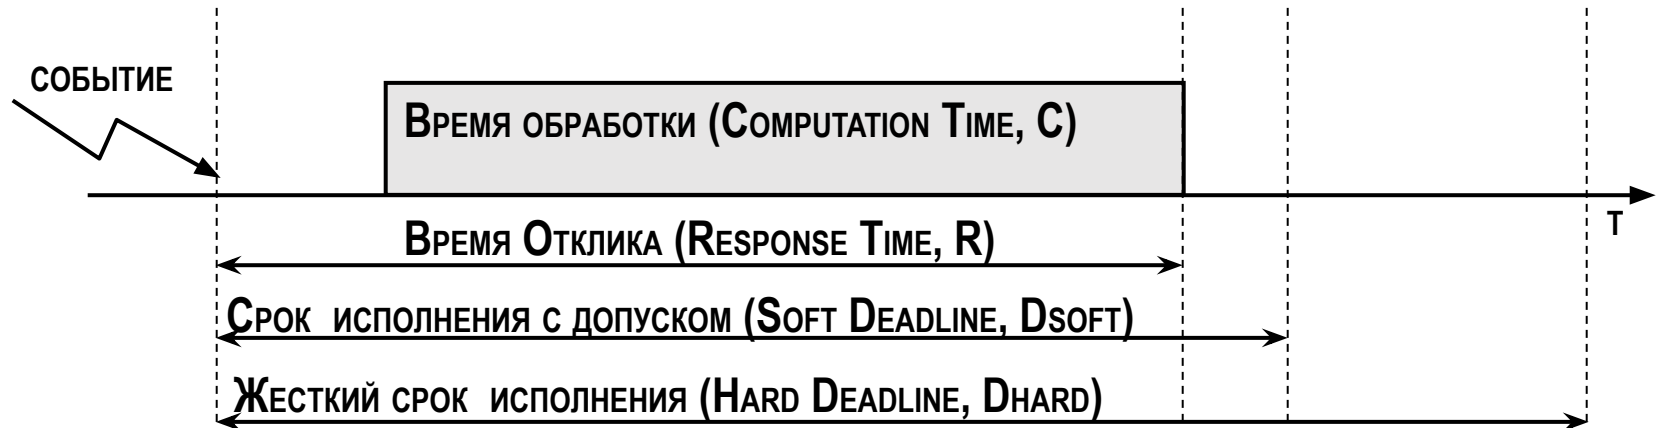 СОБЫТИЕ
ВРЕМЯ ОБРАБОТКИ (COMPUTATION TIME, C)
T
ВРЕМЯ ОТКЛИКА (RESPONSE TIME, R)
СРОК ИСПОЛНЕНИЯ С ДОПУСКОМ (SOFT DEADLINE, DSOFT)
ЖЕСТКИЙ СРОК ИСПОЛНЕНИЯ (HARD DEADLINE, DHARD)